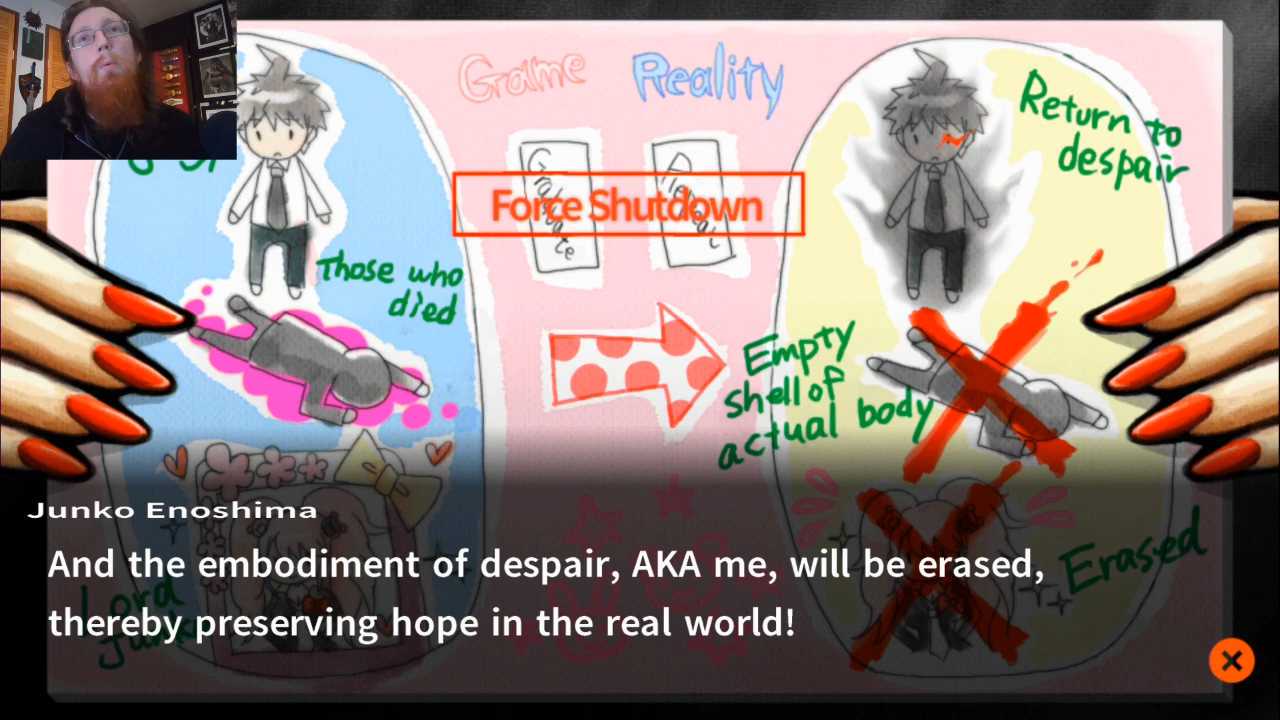 Game Reality
Return to
despair
Graduate
Force Shutdown
Those who
died
Empty
shell of
actual body
Erased
Lord
Junko Enoshima
And the embodiment of despair, AKA me, will be erased,
thereby preserving hope in the real world!